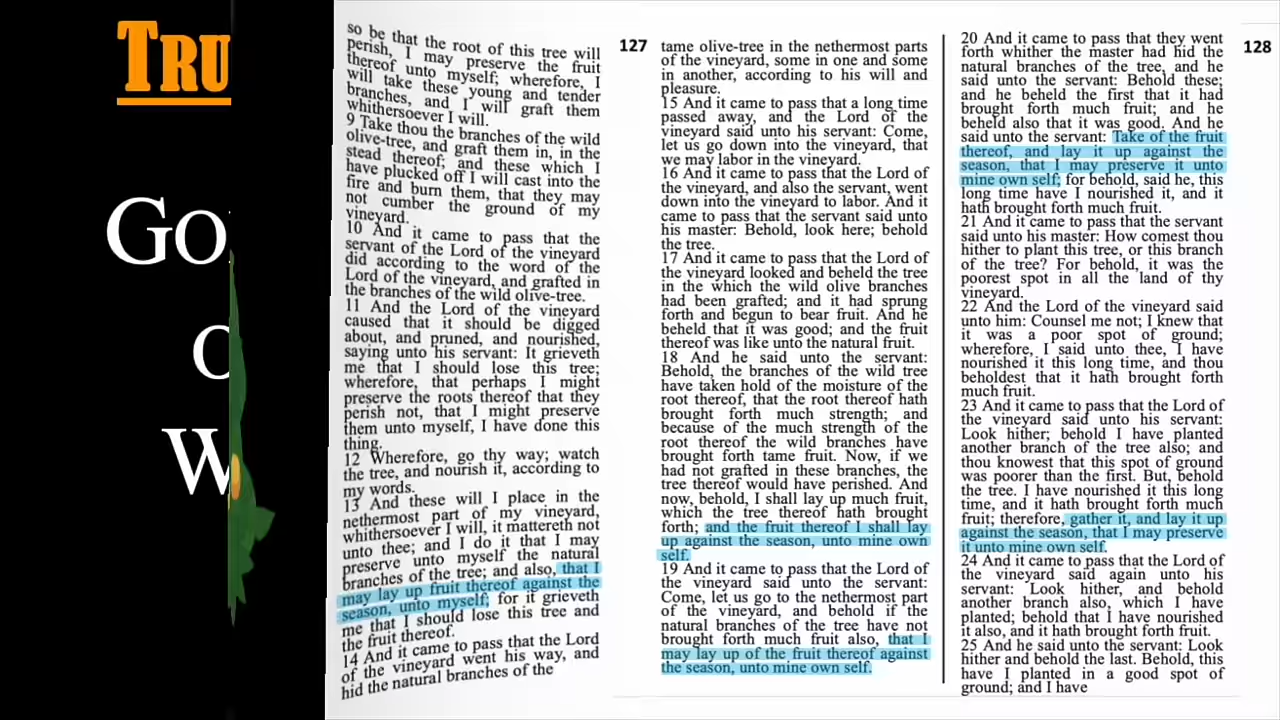 TRU
GO
O
W
so be that the root of this tree will
perish, I may preserve the fruit
thereof unto myself; wherefore, I
will take these young and tender
branches, and I will graft them
whithersoever I will.
9 Take thou the branches of the wild
olive-tree, and graft them in, in the
stead thereof; and these which I
have plucked off I will cast into the
fire and burn them, that they may
not cumber the ground of my
vineyard.
10 And it came to pass that the
servant of the Lord of the vineyard
did according to the word of the
Lord of the vineyard, and grafted in
the branches of the wild olive-tree.
11 And the Lord of the vineyard
caused that it should be digged
about, and pruned, and nourished,
saying unto his servant: It grieveth
me that I should lose this tree;
wherefore, that perhaps I might
preserve the roots thereof that they
perish not, that I might preserve
them unto myself, I have done this
thing.
12 Wherefore, go thy way; watch
the tree, and nourish it, according to
my words.
13 And these will I place in the
nethermost part of my vineyard,
whithersoever I will, it mattereth not
unto thee; and I do it that I may
preserve unto myself the natural
branches of the tree; and also, that I
may lay up fruit thereof against the
season, unto myself; for it grieveth
me that I should lose this tree and
the fruit thereof.
14 And it came to pass that the Lord
of the vineyard went his way, and
hid the natural branches of the
127
tame olive-tree in the nethermost parts
of the vineyard, some in one and some
in another, according to his will and
pleasure.
15 And it came to pass that a long time
passed away, and the Lord of the
vineyard said unto his servant: Come,
let us go down into the vineyard, that
we may labor in the vineyard.
16 And it came to pass that the Lord of
the vineyard, and also the servant, went
down into the vineyard to labor. And it
came to pass that the servant said unto
his master: Behold, look here; behold
the tree.
17 And it came to pass that the Lord of
the vineyard looked and beheld the tree
in the which the wild olive branches
had been grafted; and it had sprung
forth and begun to bear fruit. And he
beheld that it was good; and the fruit
thereof was like unto the natural fruit.
18 And he said unto the servant:
Behold, the branches of the wild tree
have taken hold of the moisture of the
root thereof, that the root thereof hath
brought forth much strength; and
because of the much strength of the
root thereof the wild branches have
brought forth tame fruit. Now, if we
had not grafted in these branches, the
tree thereof would have perished. And
now, behold, I shall lay up much fruit,
which the tree thereof hath brought
forth; and the fruit thereof I shall lay
up against the season, unto mine own
self.
19 And it came to pass that the Lord of
the vineyard said unto the servant:
Come, let us go to the nethermost part
of the vineyard, and behold if the
natural branches of the tree have not
brought forth much fruit also, that I
may lay up of the fruit thereof against
the season, unto mine own self.
20 And it came to pass that they went
forth whither the master had hid the
natural branches of the tree, and he
said unto the servant: Behold these;
and he beheld the first that it had
brought forth much fruit; and he
beheld also that it was good. And he
said unto the servant: Take of the fruit
thereof, and lay it up against the
season, that I may preserve it unto
mine own self; for behold, said he, this
long time have I nourished it, and it
hath brought forth much fruit.
21 And it came to pass that the servant
said unto his master: How comest thou
hither to plant this tree, or this branch
of the tree? For behold, it was the
poorest spot in all the land of thy
vineyard.
22 And the Lord of the vineyard said
unto him: Counsel me not; I knew that
it was a poor spot of ground;
wherefore, I said unto thee, I have
nourished it this long time, and thou
beholdest that it hath brought forth
much fruit.
23 And it came to pass that the Lord of
the vineyard said unto his servant:
Look hither; behold I have planted
another branch of the tree also; and
thou knowest that this spot of ground
was poorer than the first. But, behold
the tree. I have nourished it this long
time, and it hath brought forth much
fruit; therefore, gather it, and lay it up
against the season, that I may preserve
it unto mine own self.
24 And it came to pass that the Lord of
the vineyard said again unto his
servant: Look hither, and behold
another branch also, which I have
planted; behold that I have nourished
it also, and it hath brought forth fruit.
25 And he said unto the servant: Look
hither and behold the last. Behold, this
have I planted in a good spot of
ground; and I have
128